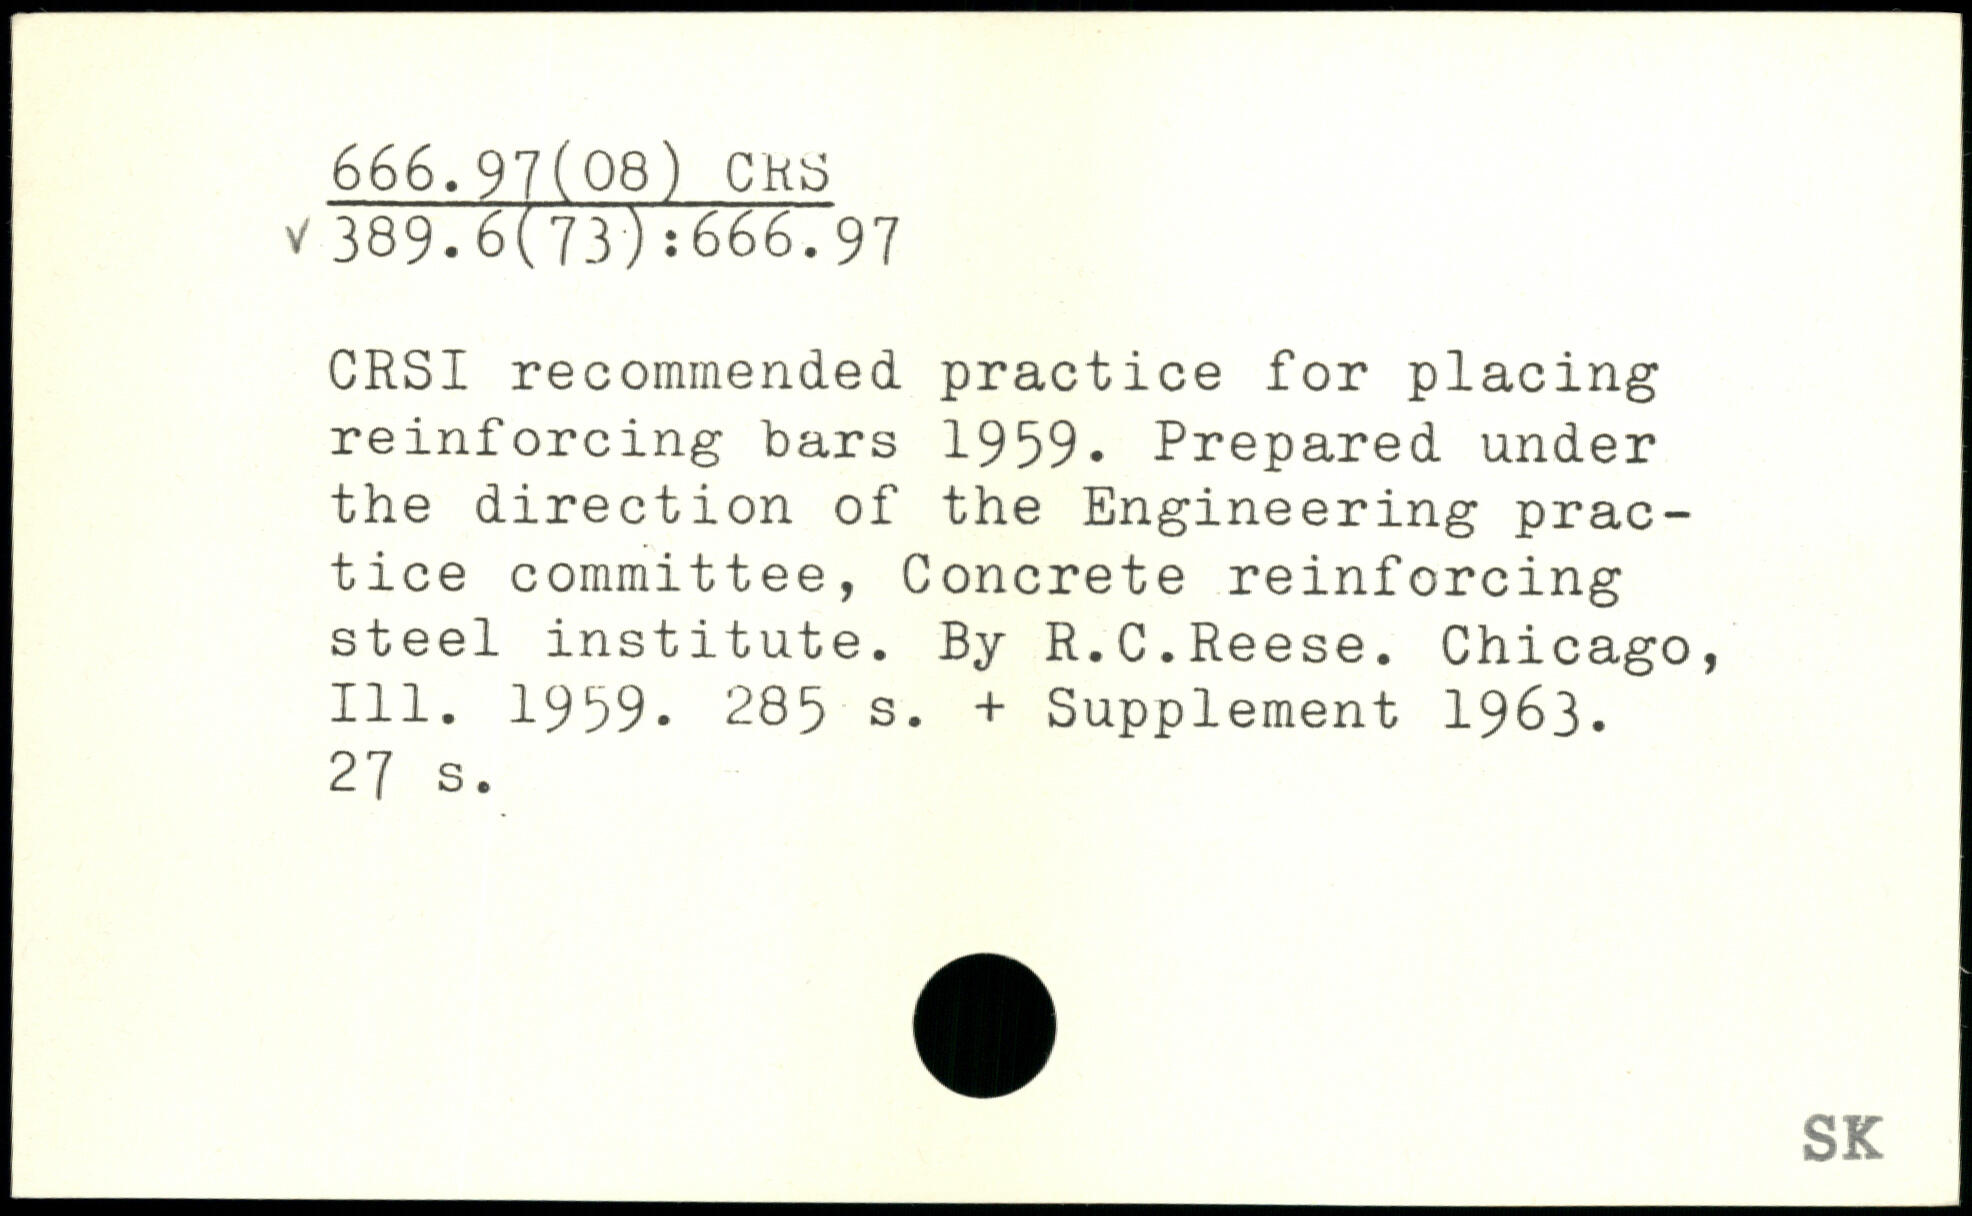 666.97(08) CRS
v 389.6(73):666.97
CRSI recommended practice for placing
reinforcing bars 1959. Prepared under
the direction of the Engineering prac-
tice committee, Concrete reinforcing
steel institute. By R.C.Reese. Chicago,
Ill. 1959. 285 s. + Supplement 1963.
27 s.
SK